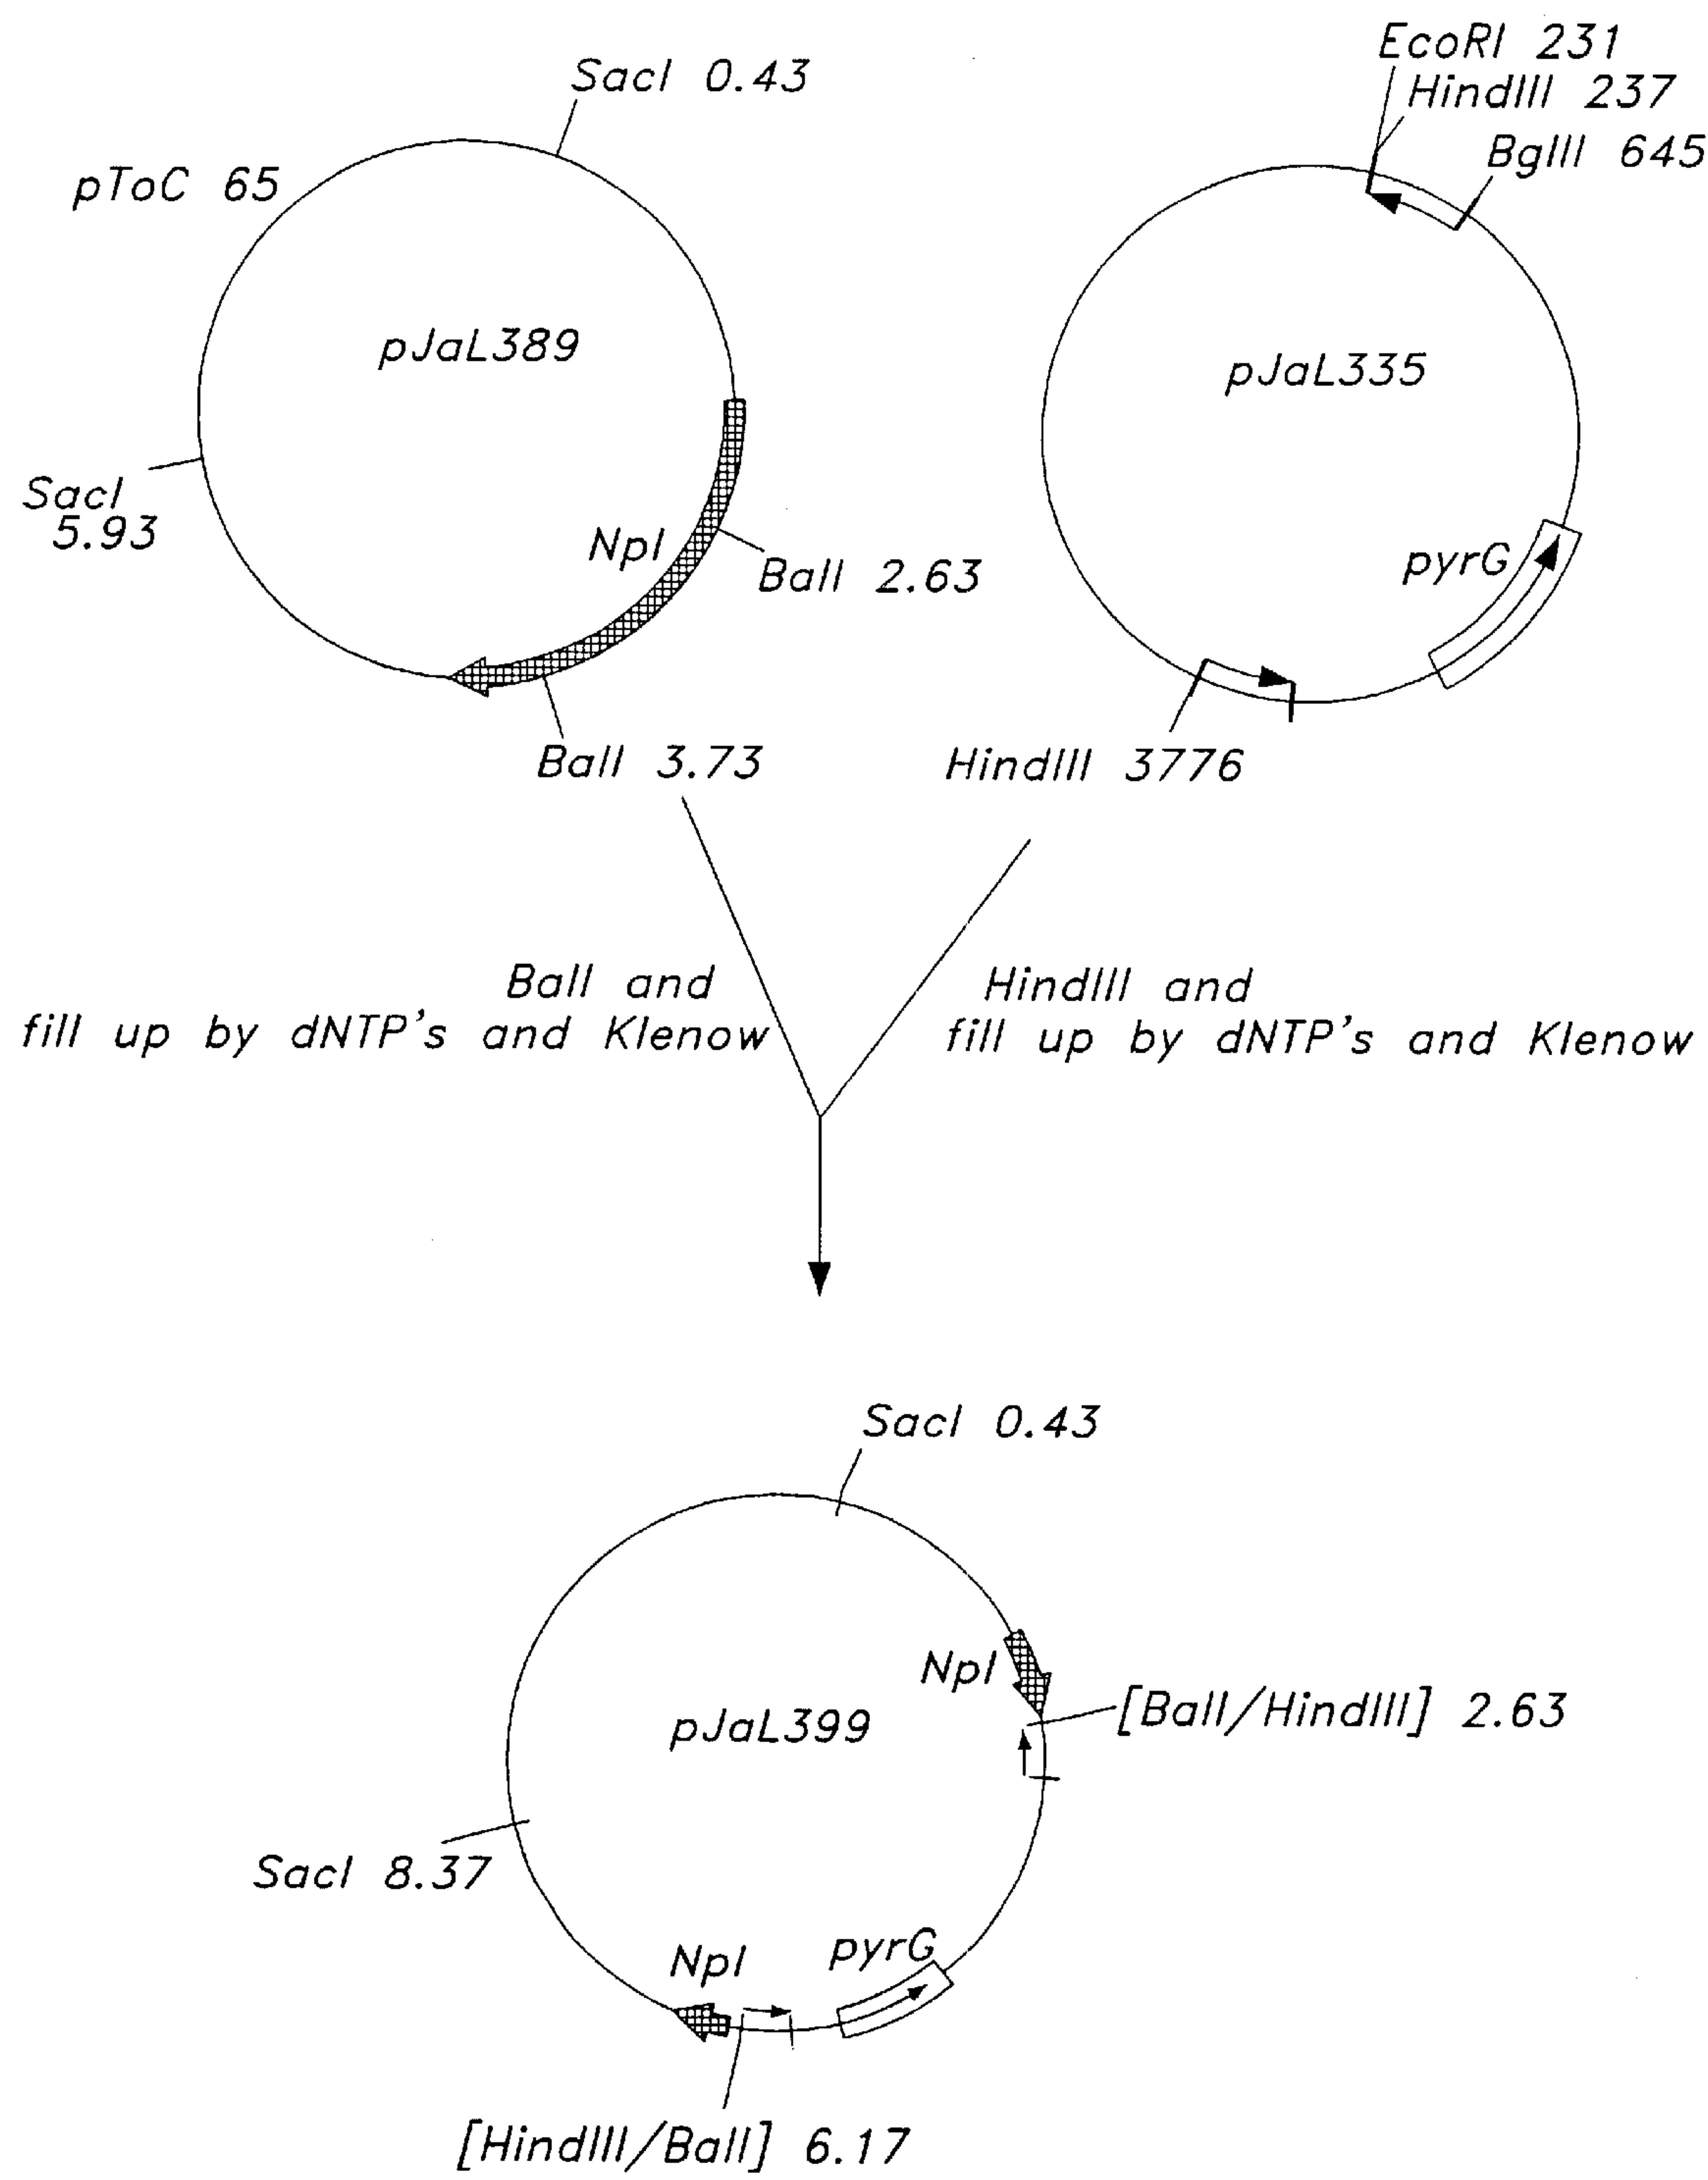 SacI 0.43
pToC 65
pJaL389
SacI
5.93
NpI
BalI 2.63
BalI 3.73
EcoRI 231
HindIII 237
BglII 645
pJaL335
pyrG
HindIII 3776
BalI and
fill up by dNTP's and Klenow
HindIII and
fill up by dNTP's and Klenow
SacI 0.43
NpI
[BalI/HindIII] 2.63
pJaL399
SacI 8.37
NpI
pyrG
[HindIII/BalI] 6.17